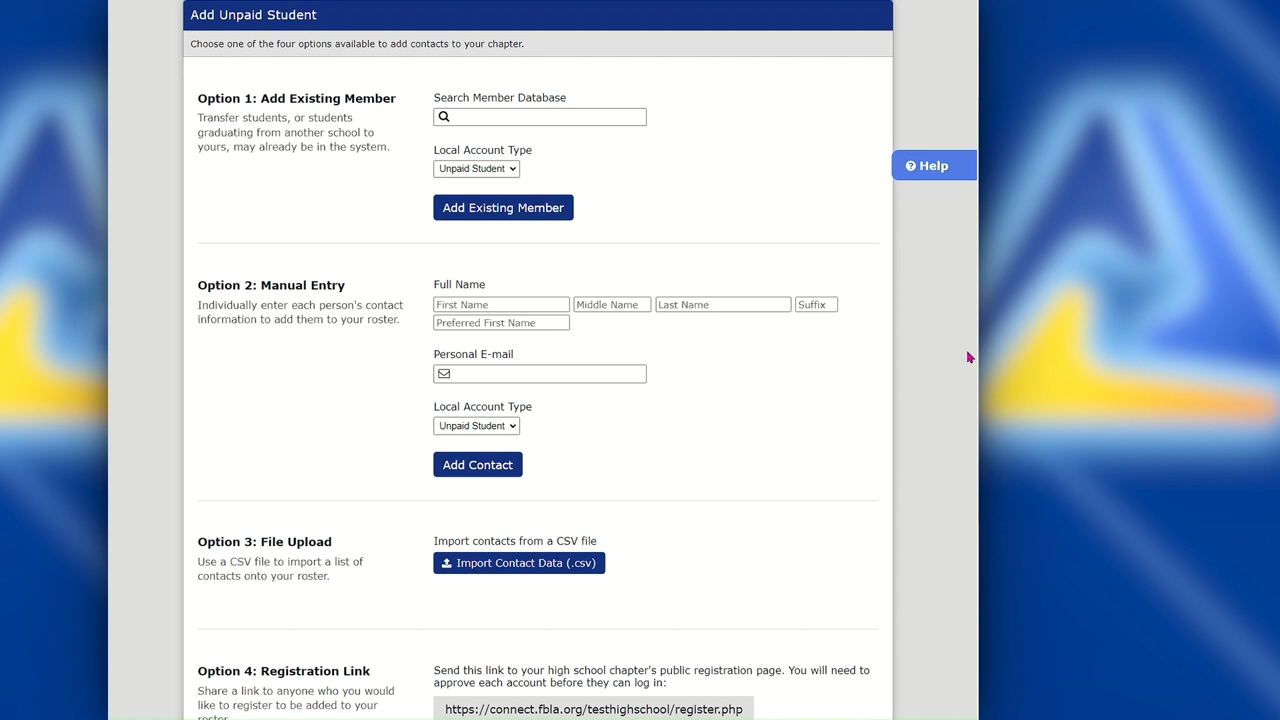 Add Unpaid Student
Choose one of the four options available to add contacts to your chapter.
Option 1: Add Existing Member
Transfer students, or students
graduating from another school to
yours, may already be in the system.
Search Member Database
Local Account Type
Unpaid Student
Add Existing Member
Help
Option 2: Manual Entry
Individually enter each person's contact
information to add them to your roster.
Full Name
First Name Middle Name Last Name Suffix
Preferred First Name
Personal E-mail
Local Account Type
Unpaid Student
Add Contact
Option 3: File Upload
Use a CSV file to import a list of
contacts onto your roster.
Import contacts from a CSV file
Import Contact Data (.csv)
Option 4: Registration Link
Share a link to anyone who you would
like to register to be added to your
roster.
Send this link to your high school chapter's public registration page. You will need to
approve each account before they can log in:
https://connect.fbla.org/testhighschool/register.php